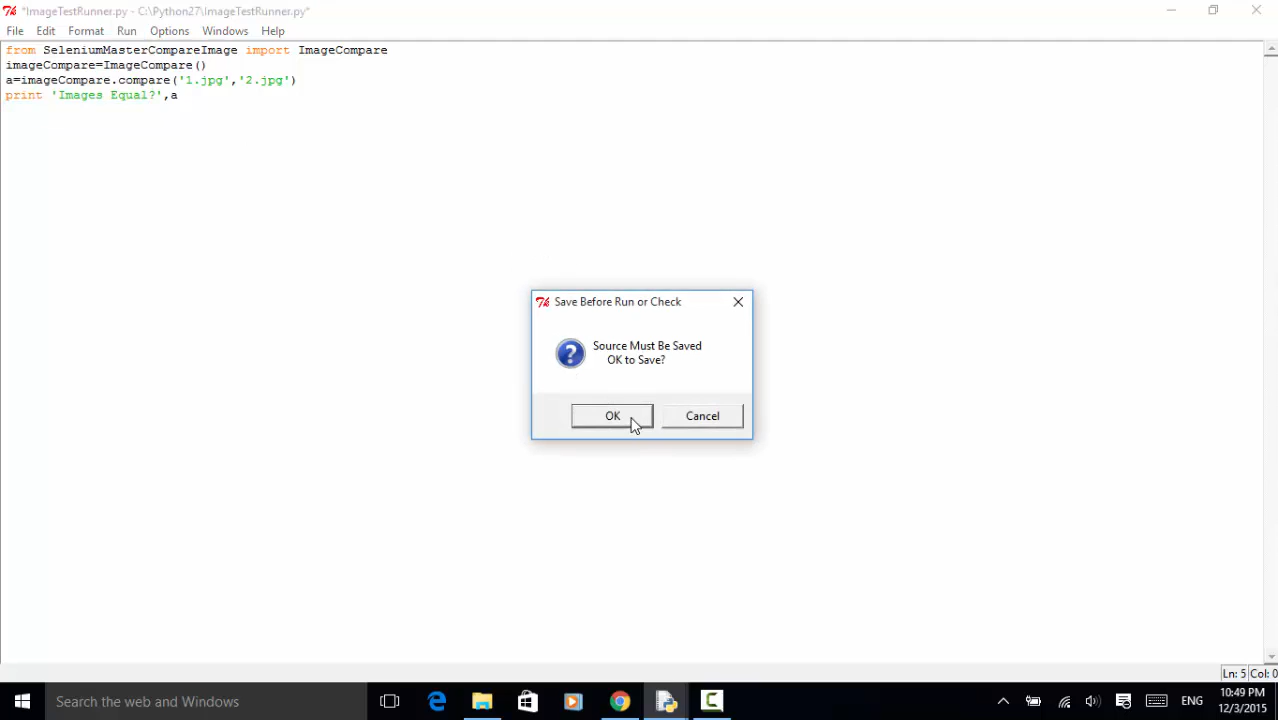 *ImageTestRunner.py - C:\Python27\ImageTestRunner.py*
File Edit Format Run Options Windows Help
from SeleniumMasterCompareImage import ImageCompare
imageCompare=ImageCompare()
a=imageCompare.compare('1.jpg','2.jpg')
print 'Images Equal?',a
Save Before Run or Check
Source Must Be Saved
OK to Save?
OK Cancel
Ln: 5 Col: 0
Search the web and Windows
ENG
10:49 PM
12/3/2015